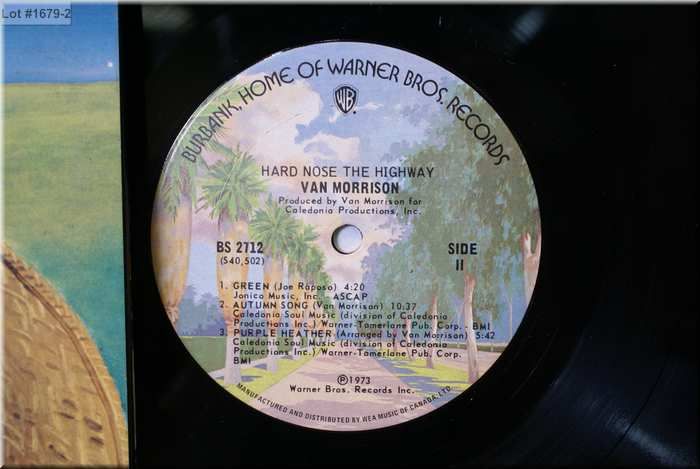 Lot #1679-2
BURBANK, HOME OF WARNER BROS. RECORDS
WB
HARD NOSE THE HIGHWAY
VAN MORRISON
Produced by Van Morrison for
Caledonia Productions, Inc.
BS 2712
(S40,502)
SIDE
II
1. GREEN (Joe Raposo) 4:20
Jonico Music, Inc. - ASCAP
2. AUTUMN SONG (Van Morrison) 10:37
Caledonia Soul Music (division of Caledonia
Productions Inc.) Warner-Tamerlane Pub. Corp. - BMI
3. PURPLE HEATHER (Arranged by Van Morrison) 5:42
Caledonia Soul Music (division of Caledonia
Productions Inc.) Warner-Tamerlane Pub. Corp.
BMI
℗1973
Warner Bros. Records Inc.
MANUFACTURED AND DISTRIBUTED BY WEA MUSIC OF CANADA, LTD.